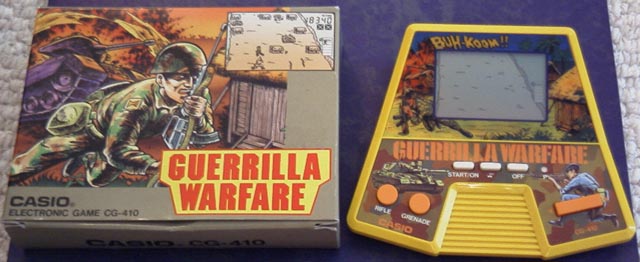 8340
GUERRILLA
WARFARE
CASIO®
ELECTRONIC GAME CG-410
CASIO CG-410
BUH-KOOM!!
GUERRILLA WARFARE
START/ON
OFF
RIFLE
GRENADE
CASIO
CG-410